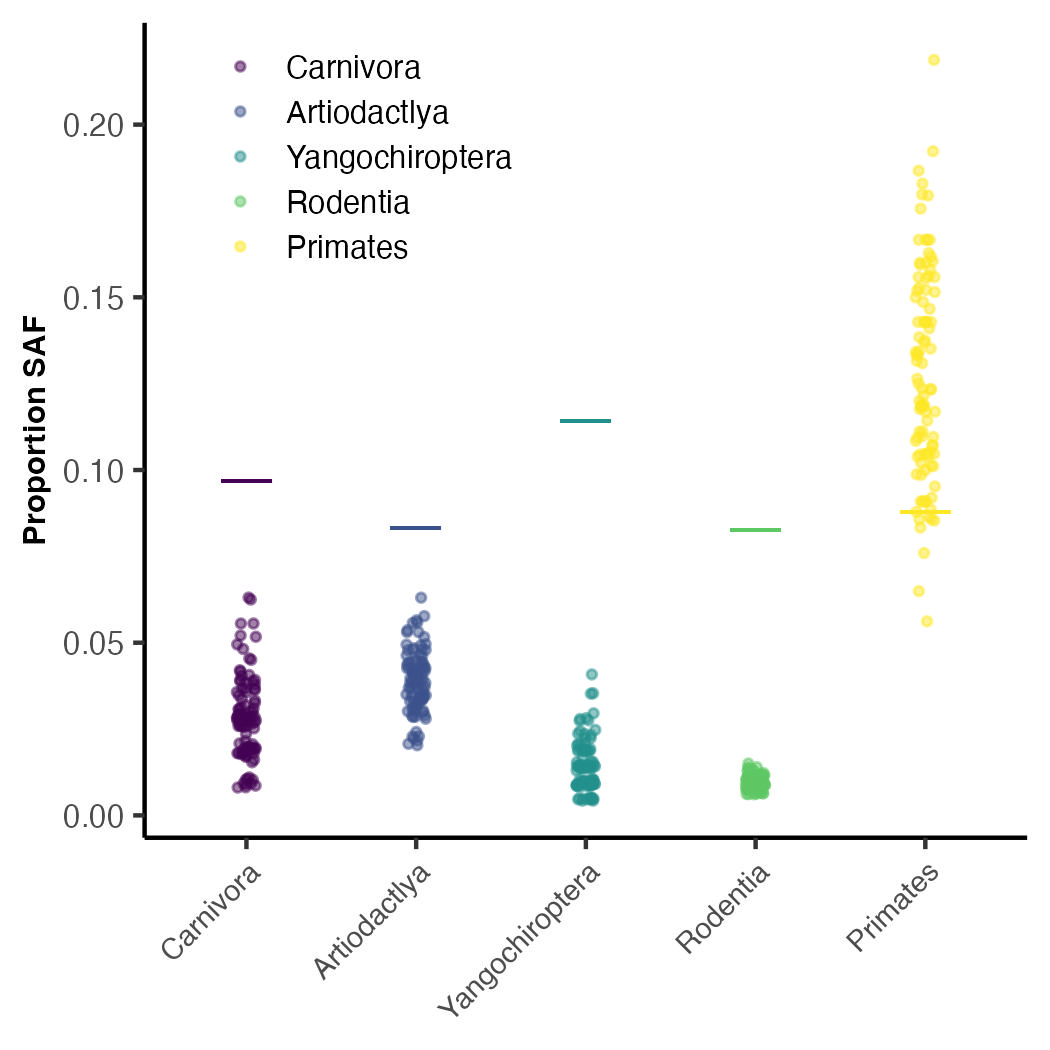 Carnivora
Artiodactlya
Yangochiroptera
Rodentia
Primates
0.20
0.15
0.10
0.05
0.00
Proportion SAF
Carnivora
Artiodactlya
Yangochiroptera
Rodentia
Primates